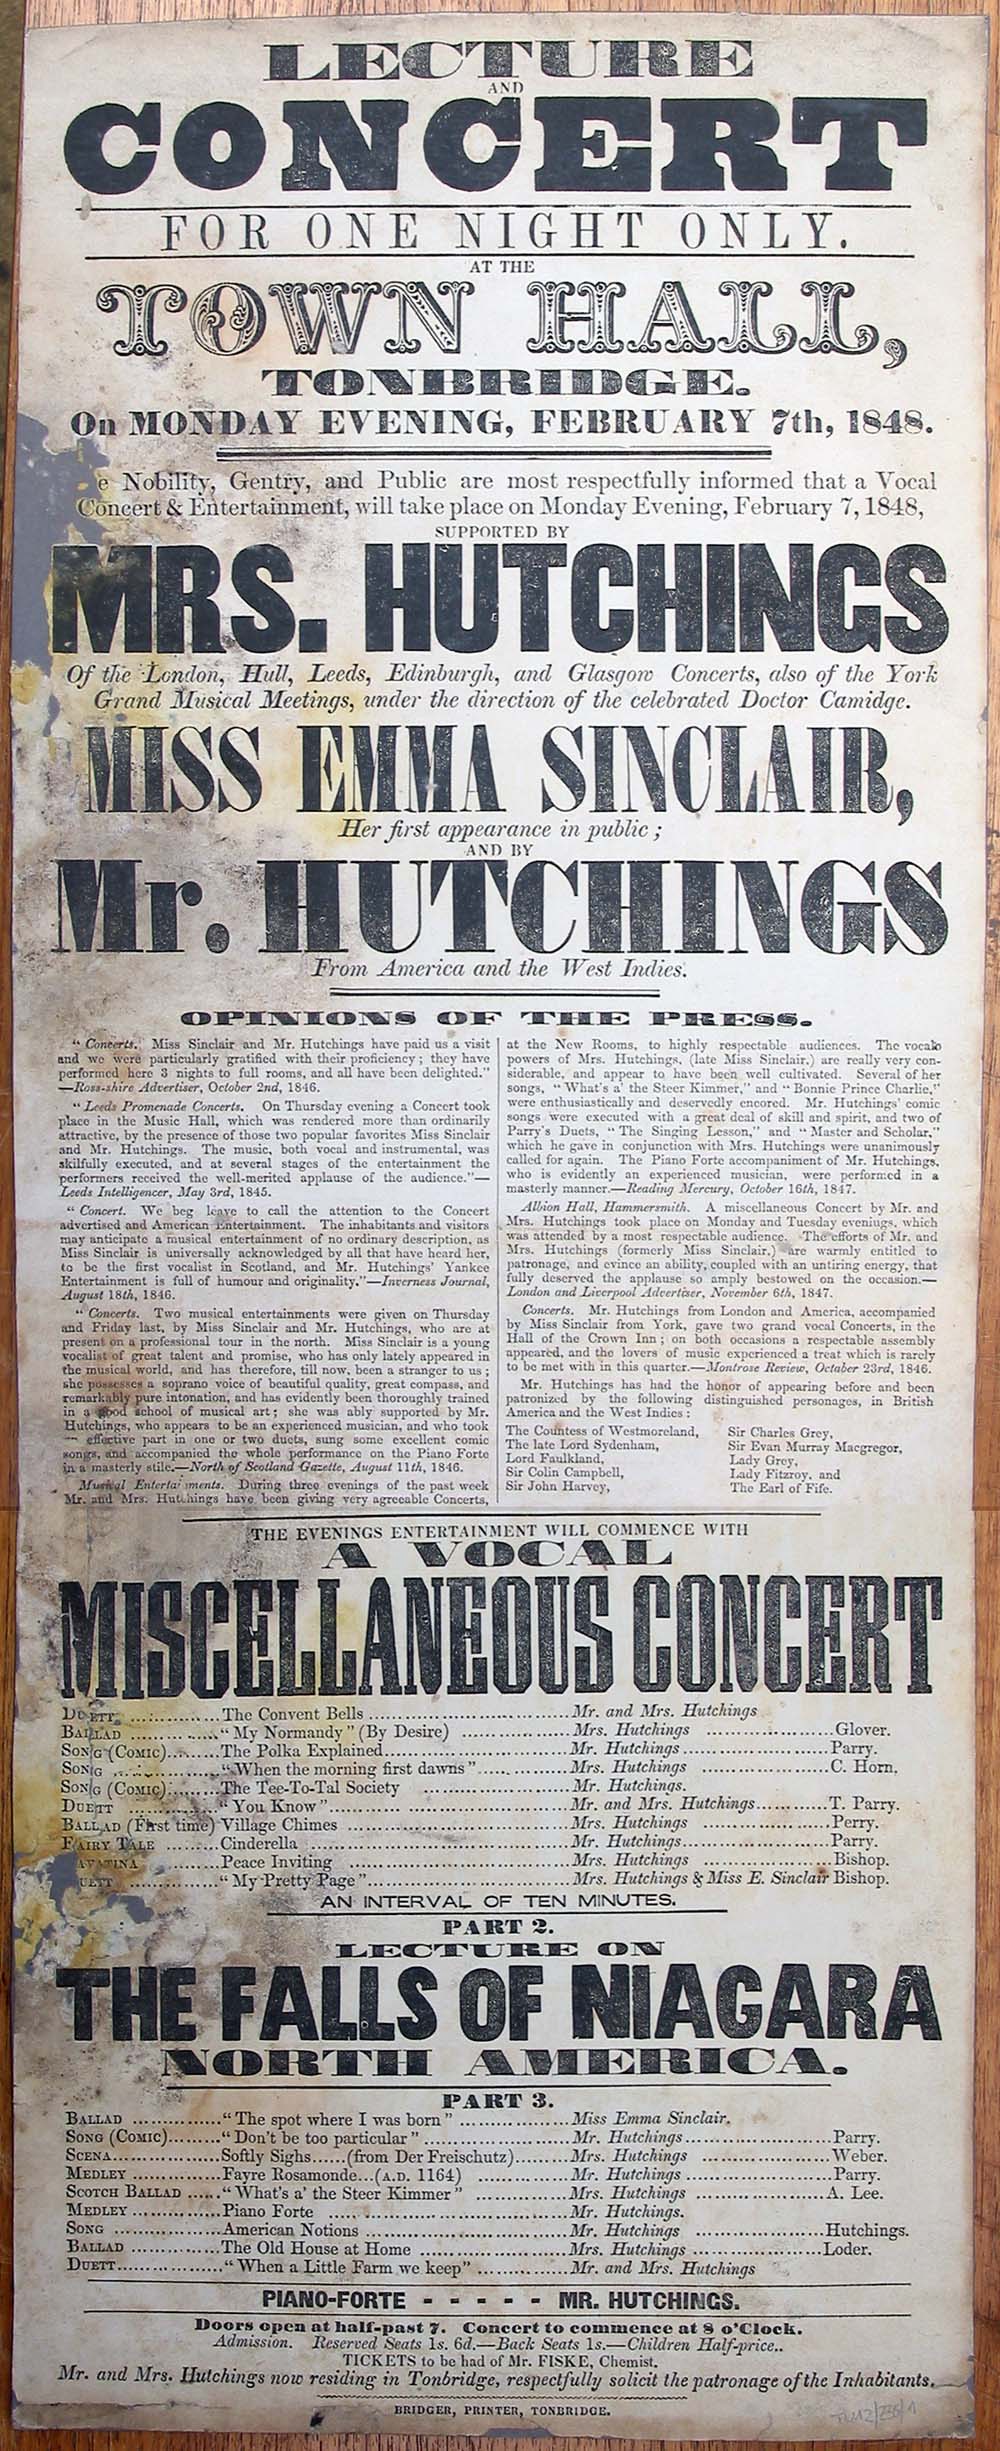 LECTURE
AND
CONCERT
FOR ONE NIGHT ONLY.
AT THE
TOWN HALL,
TONBRIDGE.
On MONDAY EVENING, FEBRUARY 7th, 1848.
e Nobility, Gentry, and Public are most respectfully informed that a Vocal
Concert & Entertainment, will take place on Monday Evening, February 7, 1848,
SUPPORTED BY
MRS. HUTCHINGS
Of the London, Hull, Leeds, Edinburgh, and Glasgow Concerts, also of the York
Grand Musical Meetings, under the direction of the celebrated Doctor Camidge.
MISS EMMA SINCLAIR,
Her first appearance in public;
AND BY
Mr. HUTCHINGS
From America and the West Indies.
OPINIONS OF THE PRESS.
"Concerts. Miss Sinclair and Mr. Hutchings have paid us a visit
and we were particularly gratified with their proficiency; they have
performed here 3 nights to full rooms, and all have been delighted."
—Ross-shire Advertiser, October 2nd, 1846.
"Leeds Promenade Concerts. On Thursday evening a Concert took
place in the Music Hall, which was rendered more than ordinarily
attractive, by the presence of those two popular favorites Miss Sinclair
and Mr. Hutchings. The music, both vocal and instrumental, was
skilfully executed, and at several stages of the entertainment the
performers received the well-merited applause of the audience."—
Leeds Intelligencer, May 3rd, 1845.
"Concert. We beg leave to call the attention to the Concert
advertised and American Entertainment. The inhabitants and visitors
may anticipate a musical entertainment of no ordinary description, as
Miss Sinclair is universally acknowledged by all that have heard her,
to be the first vocalist in Scotland, and Mr. Hutchings' Yankee
Entertainment is full of humour and originality."—Inverness Journal,
August 18th, 1846.
"Concerts. Two musical entertainments were given on Thursday
and Friday last, by Miss Sinclair and Mr. Hutchings, who are at
present on a professional tour in the north. Miss Sinclair is a young
vocalist of great talent and promise, who has only lately appeared in
the musical world, and has therefore, till now, been a stranger to us;
she possesses a soprano voice of beautiful quality, great compass, and
remarkably pure intonation, and has evidently been thoroughly trained
in a good school of musical art; she was ably supported by Mr.
Hutchings, who appears to be an experienced musician, and who took
effective part in one or two duets, sung some excellent comic
songs, and accompanied the whole performance on the Piano Forte
in a masterly stile.—North of Scotland Gazette, August 11th, 1846.
Musical Entertainments. During three evenings of the past week
Mr. and Mrs. Hutchings have been giving very agreeable Concerts,
at the New Rooms, to highly respectable audiences. The vocalo
powers of Mrs. Hutchings, (late Miss Sinclair,) are really very con-
siderable, and appear to have been well cultivated. Several of her
songs, "What's a' the Steer Kimmer," and "Bonnie Prince Charlie,"
were enthusiastically and deservedly encored. Mr. Hutchings' comic
songs were executed with a great deal of skill and spirit, and two of
Parry's Duets, "The Singing Lesson," and "Master and Scholar,"
which he gave in conjunction with Mrs. Hutchings were unanimously
called for again. The Piano Forte accompaniment of Mr. Hutchings,
who is evidently an experienced musician, were performed in a
masterly manner.—Reading Mercury, October 16th, 1847.
Albion Hall, Hammersmith. A miscellaneous Concert by Mr. and
Mrs. Hutchings took place on Monday and Tuesday evenings, which
was attended by a most respectable audience. The efforts of Mr. and
Mrs. Hutchings (formerly Miss Sinclair,) are warmly entitled to
patronage, and evince an ability, coupled with an untiring energy, that
fully deserved the applause so amply bestowed on the occasion.—
London and Liverpool Advertiser, November 6th, 1847.
Concerts. Mr. Hutchings from London and America, accompanied
by Miss Sinclair from York, gave two grand vocal Concerts, in the
Hall of the Crown Inn; on both occasions a respectable assembly
appeared, and the lovers of music experienced a treat which is rarely
to be met with in this quarter.—Montrose Review, October 23rd, 1846.
Mr. Hutchings has had the honor of appearing before and been
patronized by the following distinguished personages, in British
America and the West Indies:
The Countess of Westmoreland,
The late Lord Sydenham,
Lord Faulkland,
Sir Colin Campbell,
Sir John Harvey,
Sir Charles Grey,
Sir Evan Murray Macgregor,
Lady Grey,
Lady Fitzroy, and
The Earl of Fife.
THE EVENINGS ENTERTAINMENT WILL COMMENCE WITH
A VOCAL
MISCELLANEOUS CONCERT
DUETT ............... The Convent Bells ............... Mr. and Mrs. Hutchings
BALLAD ............... "My Normandy" (By Desire) ............... Mrs. Hutchings ............... Glover.
SONG (COMIC) ......... The Polka Explained ............... Mr. Hutchings ............... Parry.
SONG ............... "When the morning first dawns" ............... Mrs. Hutchings ............... C. Horn.
SONG (COMIC) ......... The Tee-To-Tal Society ............... Mr. Hutchings.
DUETT ............... "You Know" ............... Mr. and Mrs. Hutchings ............ T. Parry.
BALLAD (First time) Village Chimes ............... Mrs. Hutchings ............... Perry.
FAIRY TALE ......... Cinderella ............... Mr. Hutchings ............... Parry.
AVATINA ......... Peace Inviting ............... Mrs. Hutchings ............... Bishop.
UETT ............... "My Pretty Page" ............... Mrs. Hutchings & Miss E. Sinclair Bishop.
AN INTERVAL OF TEN MINUTES.
PART 2.
LECTURE ON
THE FALLS OF NIAGARA
NORTH AMERICA.
PART 3.
BALLAD ............... "The spot where I was born" ............... Miss Emma Sinclair.
SONG (COMIC) ......... "Don't be too particular" ............... Mr. Hutchings ............... Parry.
SCENA ............... Softly Sighs......(from Der Freischutz) ......... Mrs. Hutchings ............... Weber.
MEDLEY ............... Fayre Rosamonde...(A.D. 1164) ............... Mr. Hutchings ............... Parry.
SCOTCH BALLAD ...... "What's a' the Steer Kimmer" ............... Mrs. Hutchings ............... A. Lee.
MEDLEY ............... Piano Forte ............... Mr. Hutchings.
SONG ............... American Notions ............... Mr. Hutchings ............... Hutchings.
BALLAD ............... The Old House at Home ............... Mrs. Hutchings ............... Loder.
DUETT ............... "When a Little Farm we keep" ............... Mr. and Mrs. Hutchings
PIANO-FORTE - - - - - MR. HUTCHINGS.
Doors open at half-past 7. Concert to commence at 8 o'Clock.
Admission. Reserved Seats 1s. 6d.—Back Seats 1s.—Children Half-price..
TICKETS to be had of Mr. FISKE, Chemist.
Mr. and Mrs. Hutchings now residing in Tonbridge, respectfully solicit the patronage of the Inhabitants.
BRIDGER, PRINTER, TONBRIDGE.